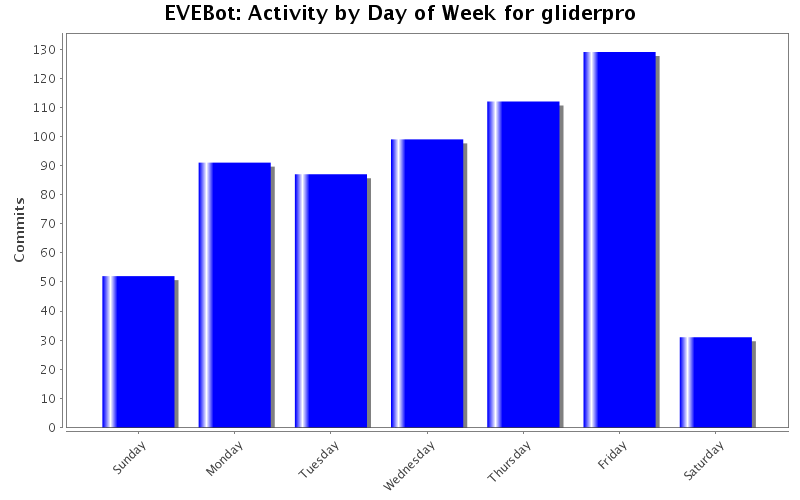 EVEBot: Activity by Day of Week for gliderpro
130
120
110
100
90
80
70
60
50
40
30
20
10
0
Commits
Sunday
Monday
Tuesday
Wednesday
Thursday
Friday
Saturday